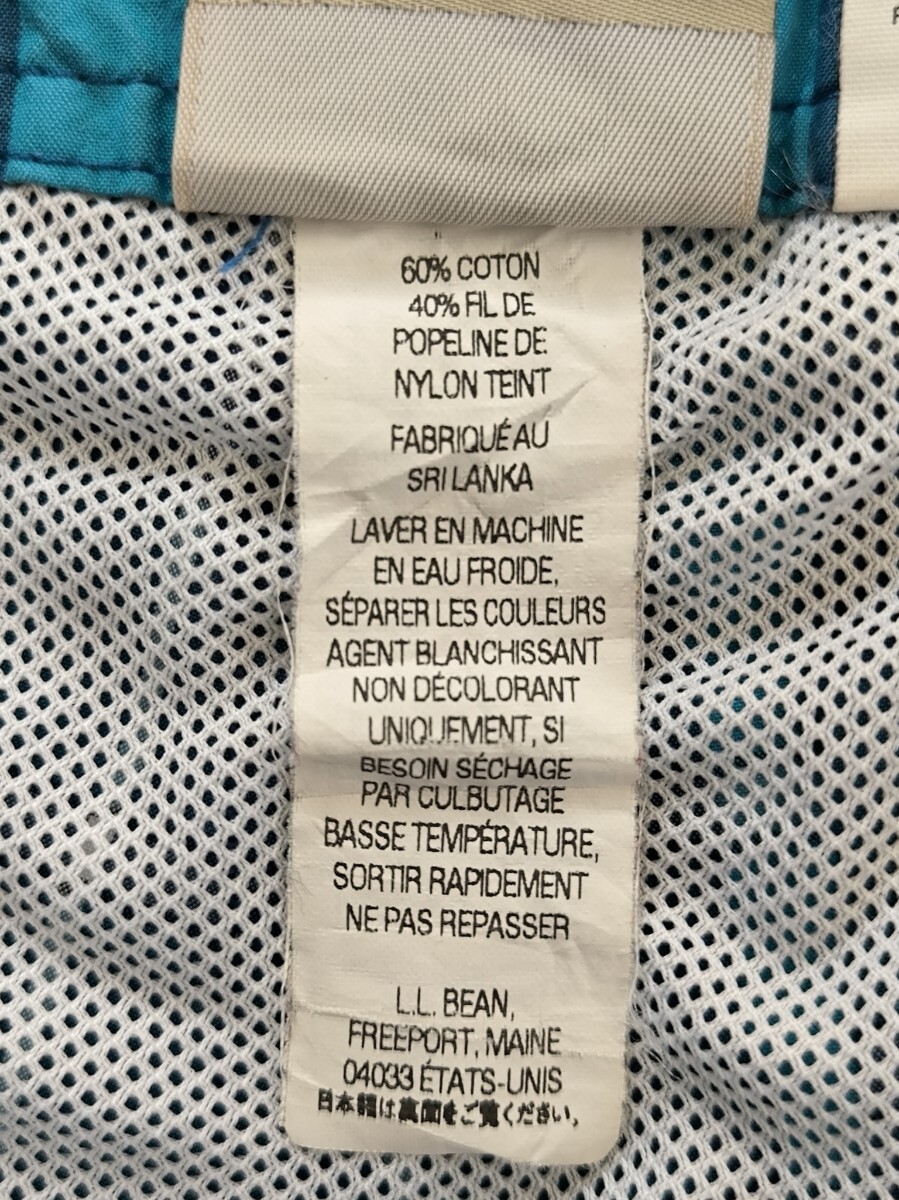 60% COTON
40% FIL DE
POPELINE DE
NYLON TEINT
FABRIQUÉ AU
SRI LANKA
LAVER EN MACHINE
EN EAU FROIDE,
SÉPARER LES COULEURS
AGENT BLANCHISSANT
NON DÉCOLORANT
UNIQUEMENT, SI
BESOIN SÉCHAGE
PAR CULBUTAGE
BASSE TEMPÉRATURE,
SORTIR RAPIDEMENT
NE PAS REPASSER
L.L. BEAN,
FREEPORT, MAINE
04033 ÉTATS-UNIS
日本語は裏面をご覧ください。